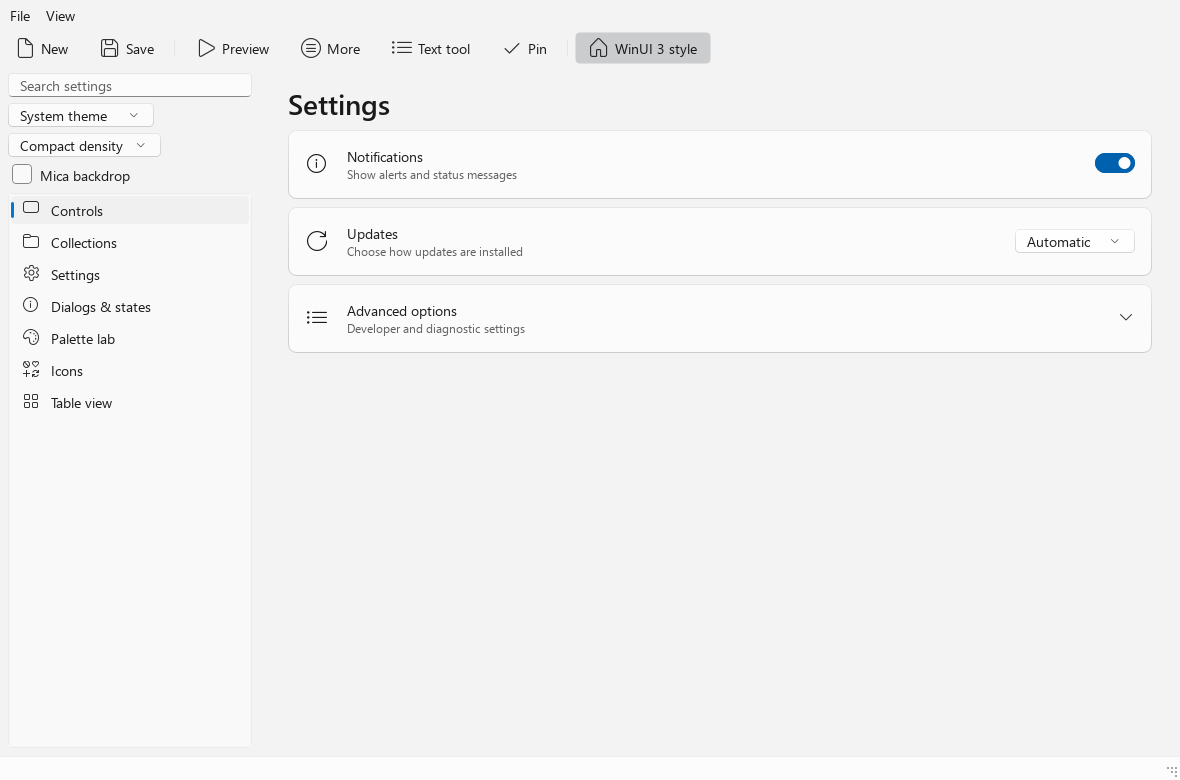 File View
New Save Preview More Text tool Pin WinUI 3 style
Search settings
System theme
Compact density
Mica backdrop
Controls
Collections
Settings
Dialogs & states
Palette lab
Icons
Table view
Settings
Notifications
Show alerts and status messages
Updates
Choose how updates are installed
Automatic
Advanced options
Developer and diagnostic settings